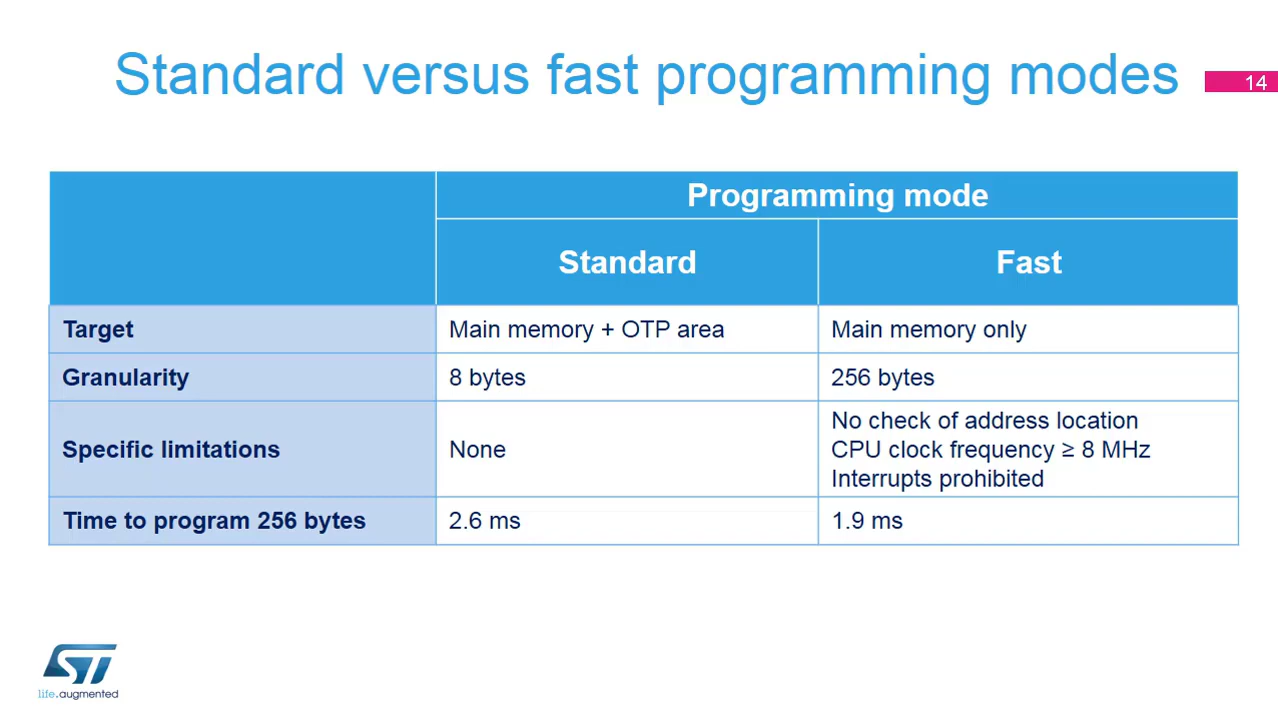 Standard versus fast programming modes
14
Programming mode
Standard
Fast
Target
Main memory + OTP area
Main memory only
Granularity
8 bytes
256 bytes
Specific limitations
None
No check of address location
CPU clock frequency ≥ 8 MHz
Interrupts prohibited
Time to program 256 bytes
2.6 ms
1.9 ms
ST
life.augmented